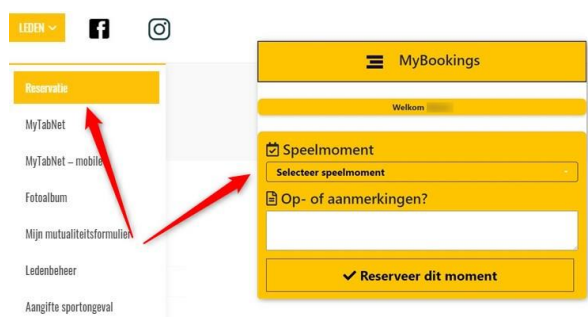 LEDEN
Reservatie
MyTabNet
MyTabNet – mobile
Fotoalbum
Mijn mutualiteitsformulier
Ledenbeheer
Aangifte sportongeval
MyBookings
Welkom
Speelmoment
Selecteer speelmoment
Op- of aanmerkingen?
Reserveer dit moment